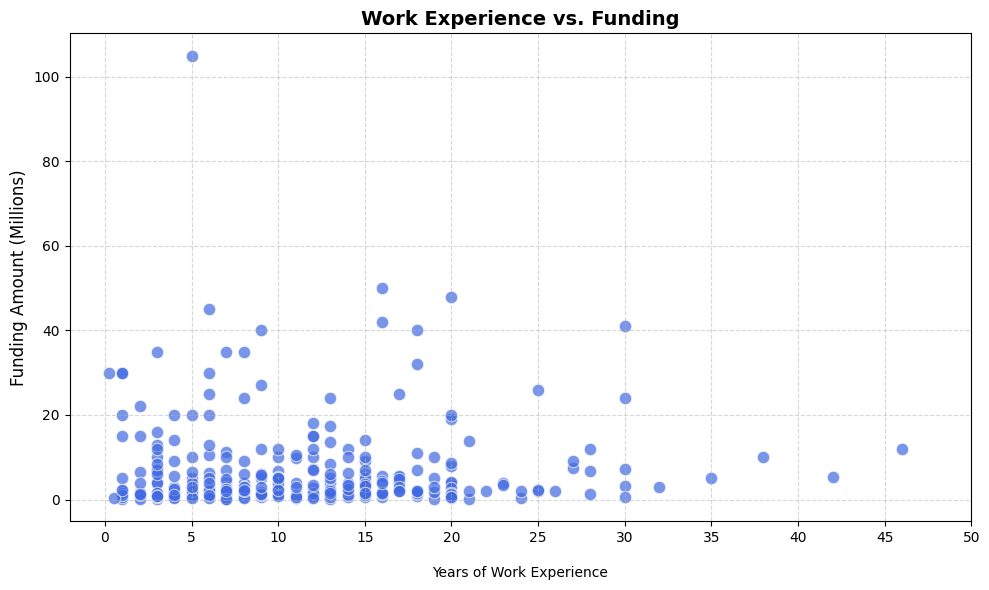 Work Experience vs. Funding
Funding Amount (Millions)
100
80
60
40
20
0
0 5 10 15 20 25 30 35 40 45 50
Years of Work Experience